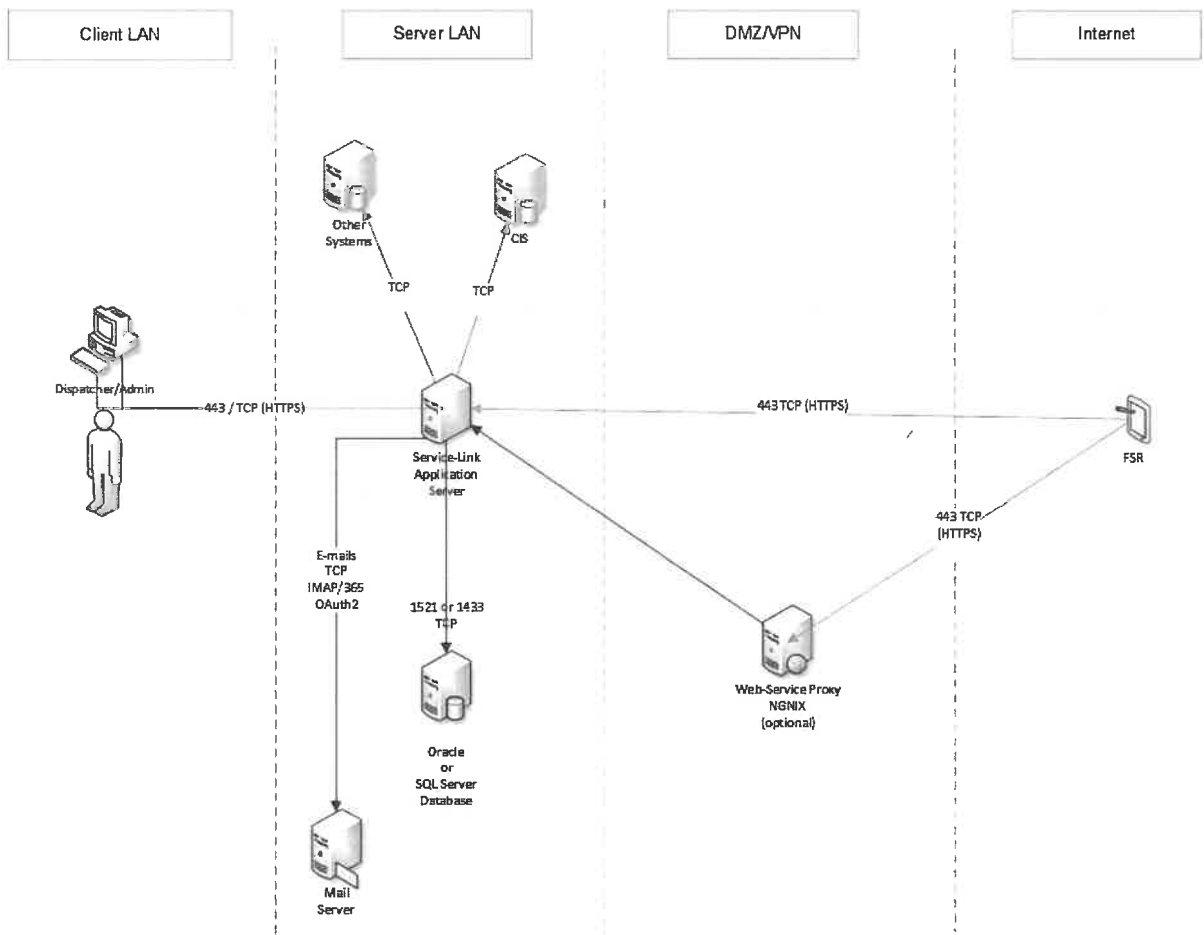 Client LAN
Server LAN
DMZ/VPN
Internet
Other
Systems
CIS
TCP
TCP
Dispatcher/Admin
443 / TCP (HTTPS)
443 TCP (HTTPS)
Service-Link
Application
Server
FSR
443 TCP
(HTTPS)
E-mails
TCP
IMAP/365
OAuth2
1521 or 1433
TCP
Web-Service Proxy
NGNIX
(optional)
Oracle
or
SQL Server
Database
Mail
Server